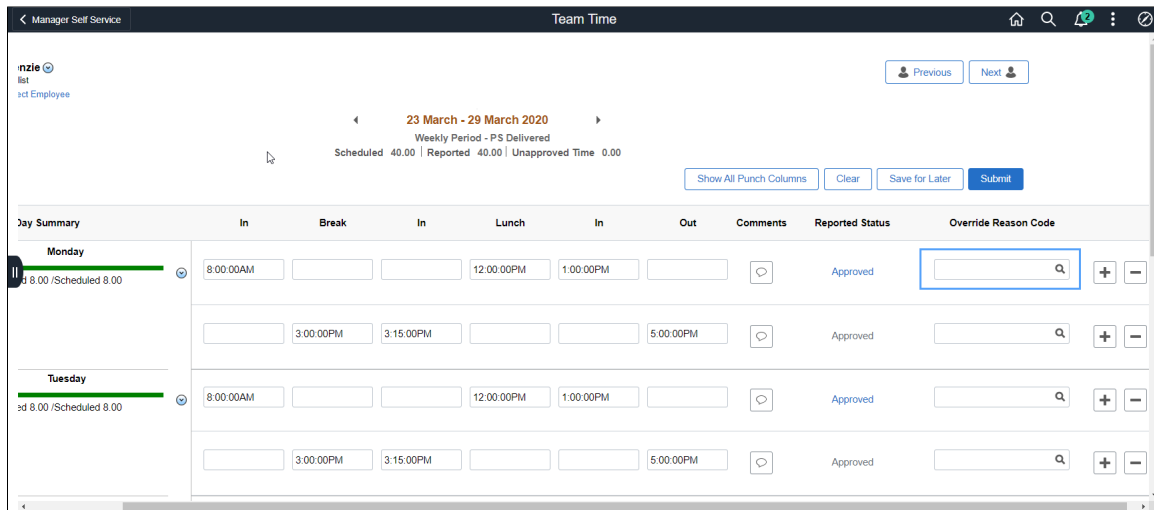 Manager Self Service
Team Time
2
enzie
list
ect Employee
Previous
Next
23 March - 29 March 2020
Weekly Period - PS Delivered
Scheduled 40.00 | Reported 40.00 | Unapproved Time 0.00
Show All Punch Columns
Clear
Save for Later
Submit
Day Summary In Break In Lunch In Out Comments Reported Status Override Reason Code
Monday
8:00:00AM 12:00:00PM 1:00:00PM Approved
d 8.00 /Scheduled 8.00
3:00:00PM 3:15:00PM 5:00:00PM Approved
Tuesday
8:00:00AM 12:00:00PM 1:00:00PM Approved
ed 8.00 /Scheduled 8.00
3:00:00PM 3:15:00PM 5:00:00PM Approved